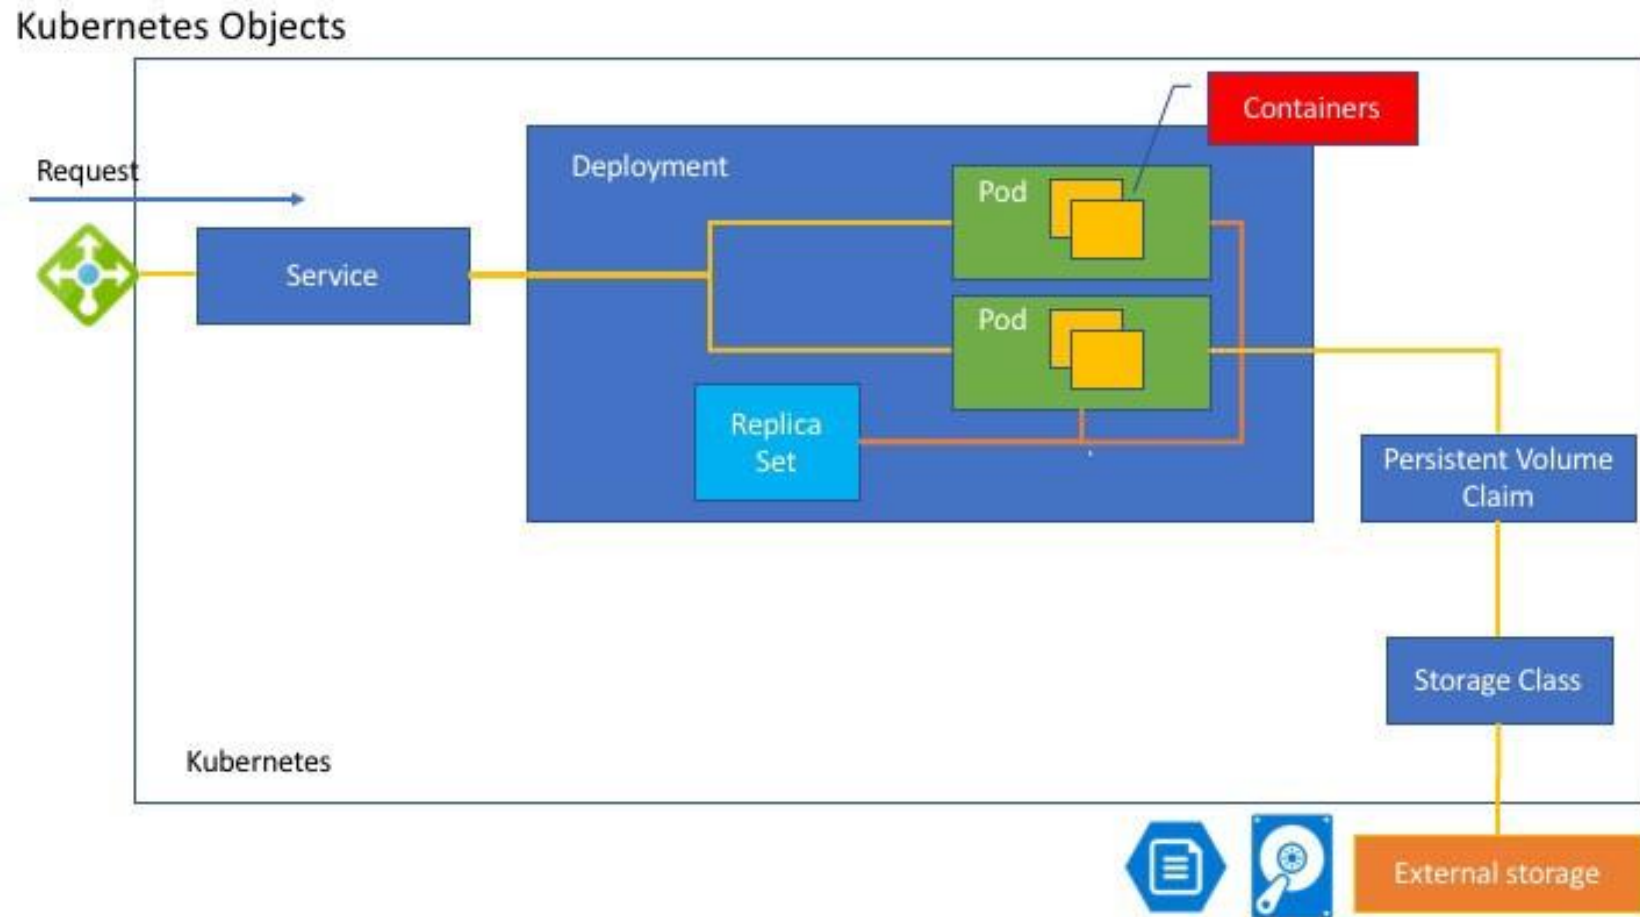 Kubernetes Objects
Containers
Request
Deployment
Pod
Service
Pod
Replica
Set
Persistent Volume
Claim
Storage Class
Kubernetes
External storage